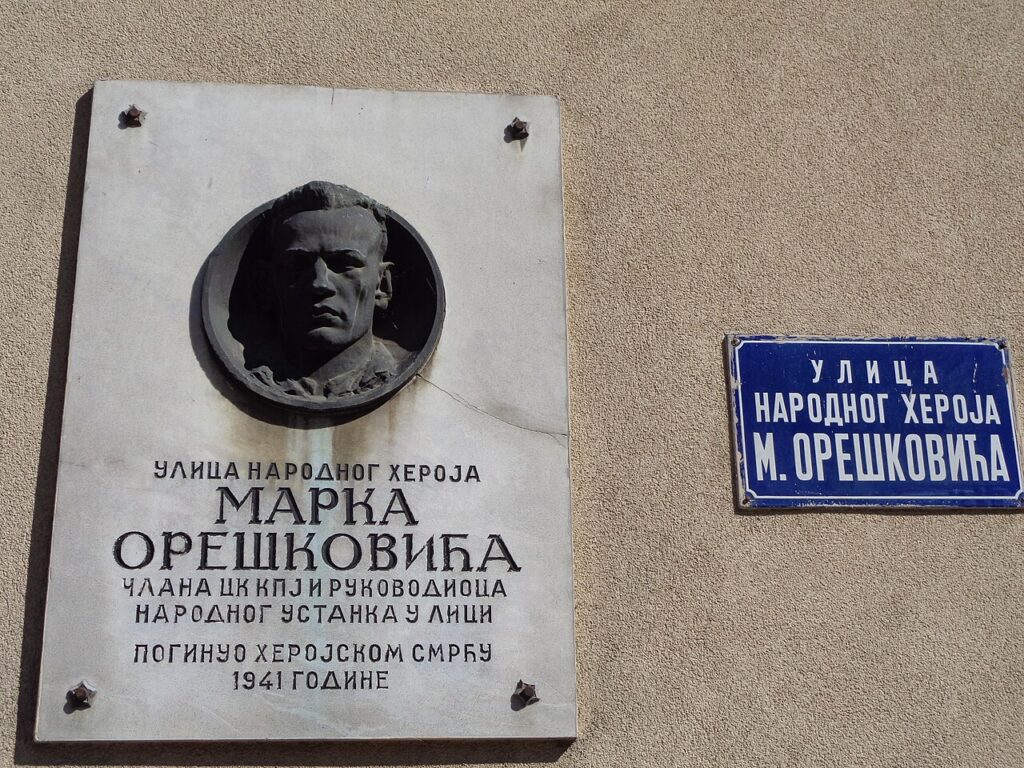 УЛИЦА НАРОДНОГ ХЕРОЈА
МАРКА
ОРЕШКОВИЋА
ЧЛАНА ЦК КПЈ И РУКОВОДИОЦА
НАРОДНОГ УСТАНКА У ЛИЦИ
ПОГИНУО ХЕРОЈСКОМ СМРЋУ
1941 ГОДИНЕ
УЛИЦА
НАРОДНОГ ХЕРОЈА
М. ОРЕШКОВИЋА